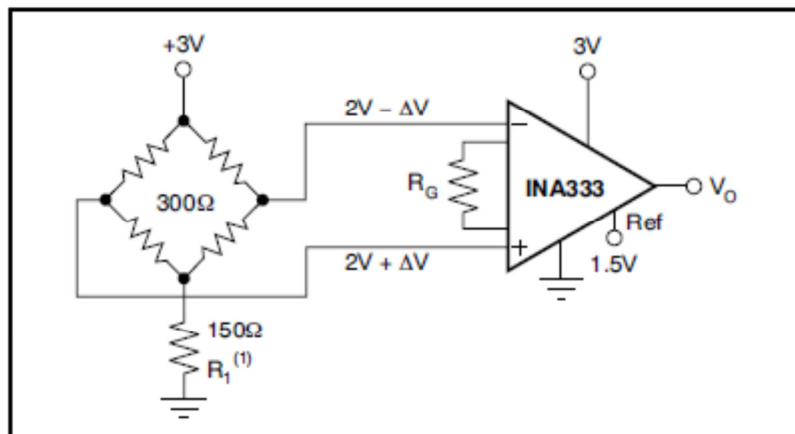 +3V
3V
2V − ΔV
300Ω
R_G
INA333
V_O
Ref
2V + ΔV
1.5V
150Ω
R_1^(1)